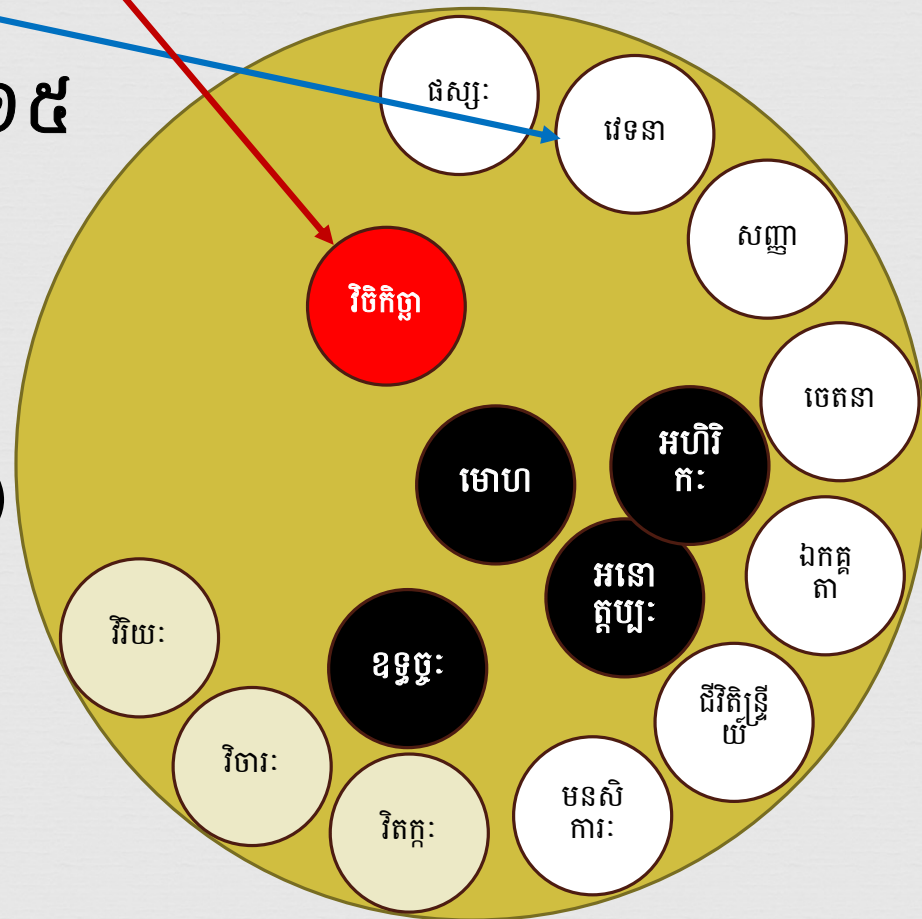 ១៥
)
ផស្សៈ
វេទនា
សញ្ញា
វិចិកិច្ឆា
ចេតនា
អហិរិ
កៈ
មោហ
ឯកគ្គ
តា
អនោ
ត្តប្បៈ
វិរិយៈ
ឧទ្ធច្ចៈ
ជីវិតិន្ទ្រី
យ៍
វិចារៈ
វិតក្កៈ
មនសិ
ការៈ